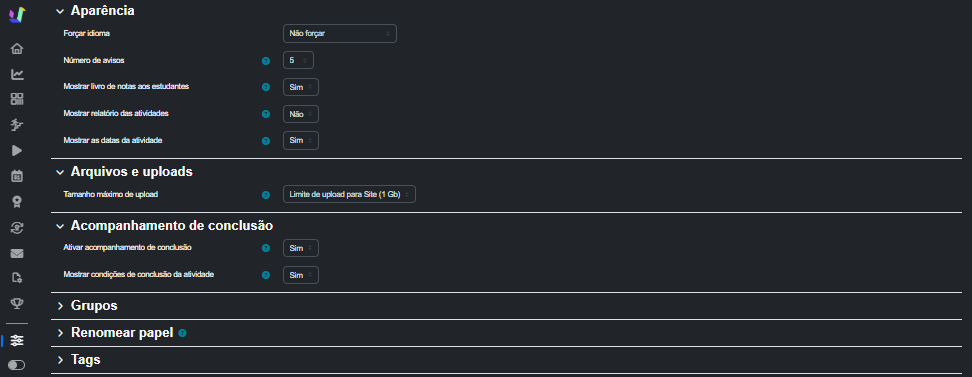 Aparência
Forçar idioma
Não forçar
Número de avisos
5
Mostrar livro de notas aos estudantes
Sim
Mostrar relatório das atividades
Não
Mostrar as datas da atividade
Sim
Arquivos e uploads
Tamanho máximo de upload
Limite de upload para Site (1 Gb)
Acompanhamento de conclusão
Ativar acompanhamento de conclusão
Sim
Mostrar condições de conclusão da atividade
Sim
Grupos
Renomear papel
Tags